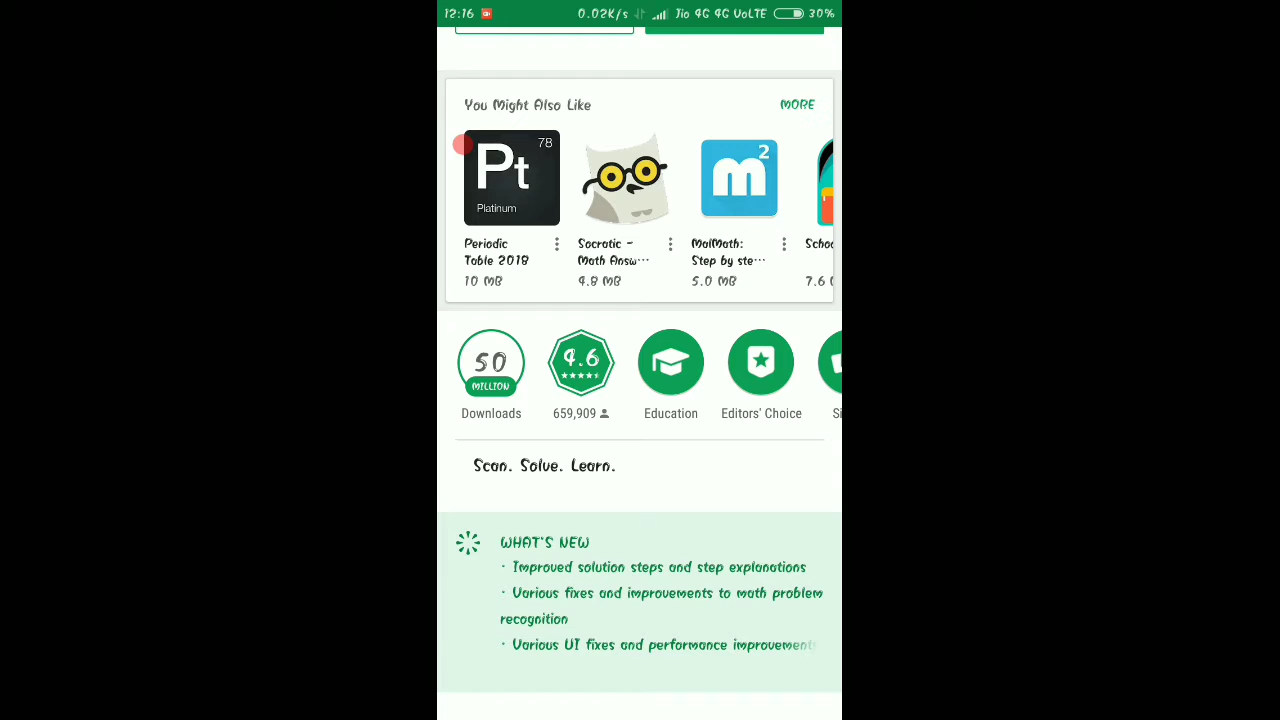 12:16 0.02K/s Jio 4G 4G VoLTE 30%
You Might Also Like MORE
78
Pt
Platinum
m2
Periodic
Table 2018
10 MB
Socratic -
Math Answ...
4.8 MB
MalMath:
Step by ste...
5.0 MB
Schoo
7.6
50
MILLION
Downloads
4.6
659,909
Education
Editors' Choice
Si
Scan. Solve. Learn.
WHAT'S NEW
· Improved solution steps and step explanations
· Various fixes and improvements to math problem
recognition
· Various UI fixes and performance improvements